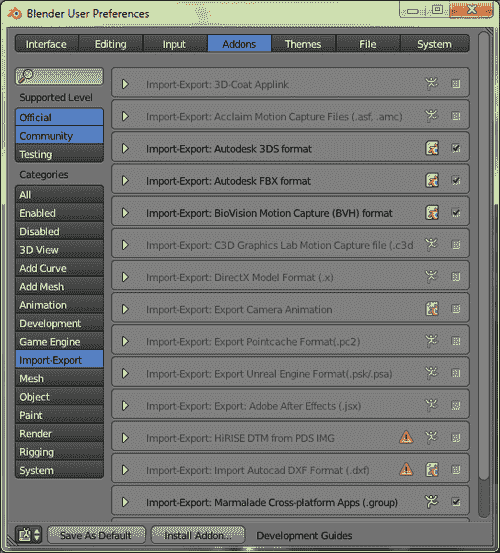 Blender User Preferences
Interface Editing Input Addons Themes File System
Supported Level
Official
Community
Testing
Categories
All
Enabled
Disabled
3D View
Add Curve
Add Mesh
Animation
Development
Game Engine
Import-Export
Mesh
Object
Paint
Render
Rigging
System
Import-Export: 3D-Coat Applink
Import-Export: Acclaim Motion Capture Files (.asf, .amc)
Import-Export: Autodesk 3DS format
Import-Export: Autodesk FBX format
Import-Export: BioVision Motion Capture (BVH) format
Import-Export: C3D Graphics Lab Motion Capture file (.c3d
Import-Export: DirectX Model Format (.x)
Import-Export: Export Camera Animation
Import-Export: Export Pointcache Format(.pc2)
Import-Export: Export Unreal Engine Format(.psk/.psa)
Import-Export: Export: Adobe After Effects (.jsx)
Import-Export: HiRISE DTM from PDS IMG
Import-Export: Import Autocad DXF Format (.dxf)
Import-Export: Marmalade Cross-platform Apps (.group)
Save As Default Install Addon... Development Guides